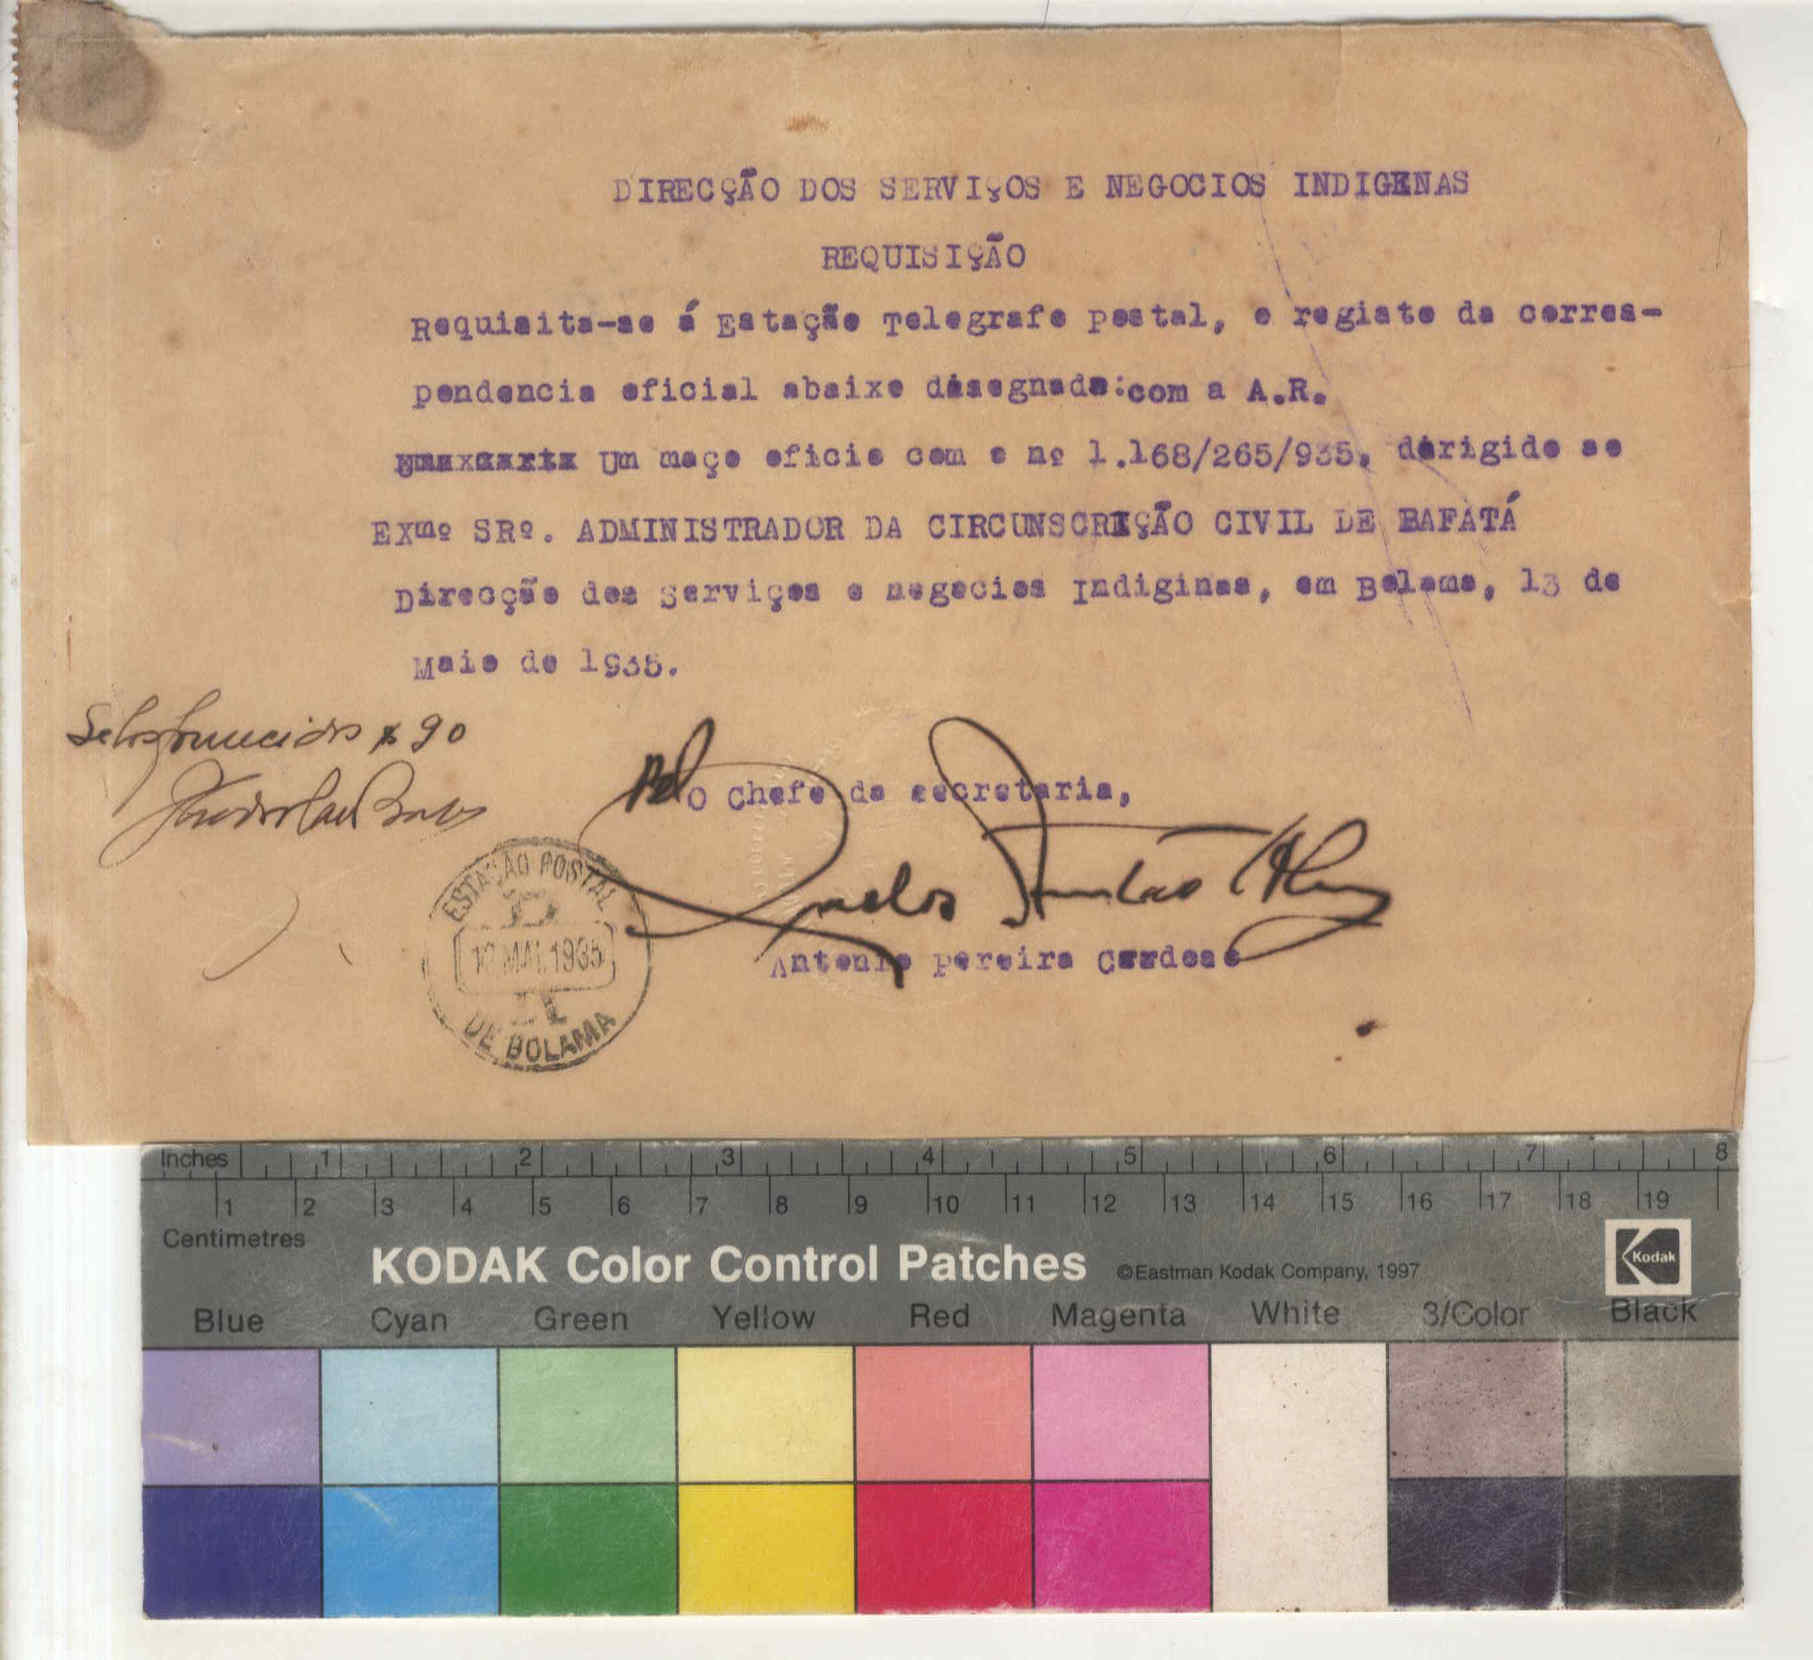 DIRECÇÃO DOS SERVIÇOS E NEGOCIOS INDIGENAS
REQUISIÇÃO
Requisita-se á Estação Telegrafo Postal, o registo da corres-
pondencia oficial abaixo designada: com a A.R.
Um maço oficio com o nº 1.168/265/935, dirigido ao
EXmº SRº. ADMINISTRADOR DA CIRCUNSCRIÇÃO CIVIL DE BAFATÁ
Direcção dos Serviços e negocios Indiginas, em Bolama, 13 de
Maio de 1935.
$90
Pel O Chefe da secretaria,
Antonio Pereira Cardoso
ESTAÇÃO POSTAL
MAI.1935
DE BOLAMA
Inches 1 2 3 4 5 6 7 8
1 2 3 4 5 6 7 8 9 10 11 12 13 14 15 16 17 18 19
Centimetres
KODAK Color Control Patches ©Eastman Kodak Company, 1997 Kodak
Blue Cyan Green Yellow Red Magenta White 3/Color Black